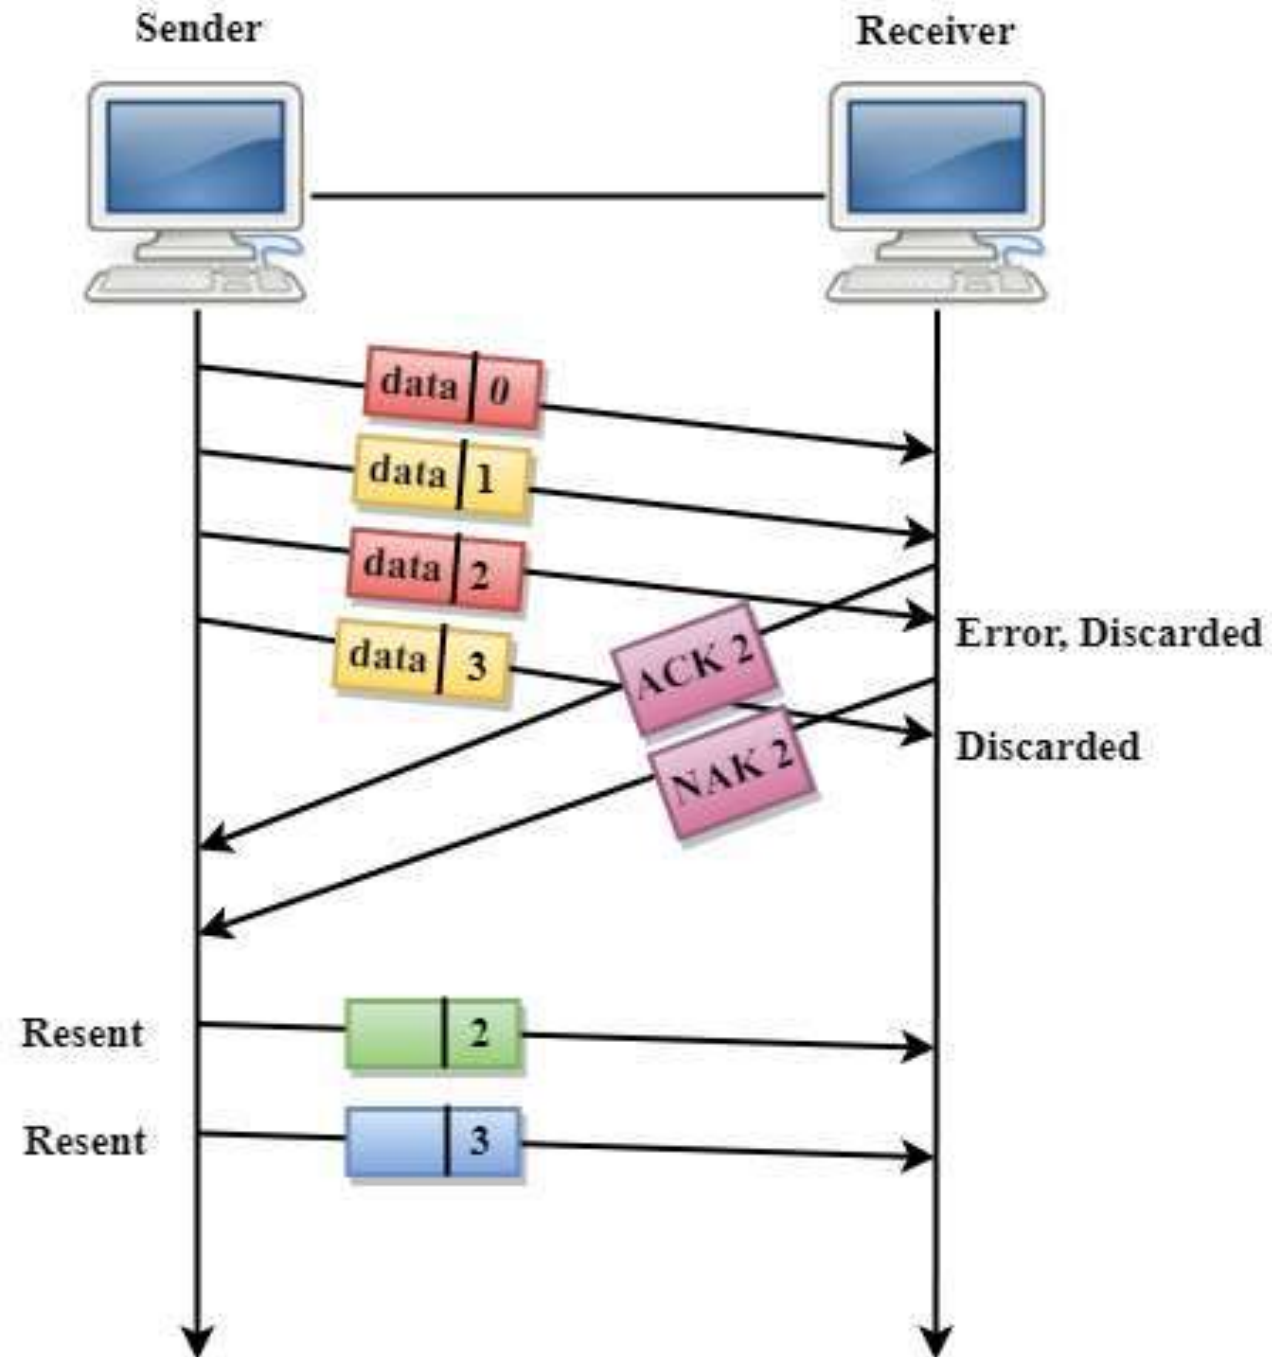 Sender
Receiver
data 0
data 1
data 2
data 3
ACK 2
Error, Discarded
NAK 2
Discarded
Resent
2
Resent
3